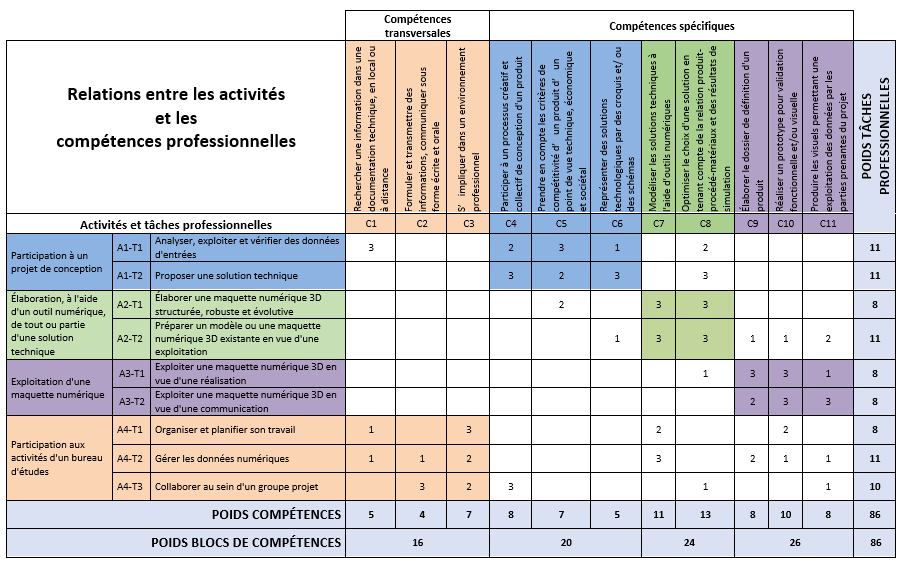 Compétences
transversales
Compétences spécifiques
Relations entre les activités
et les
compétences professionnelles
Rechercher une information dans une
documentation technique, en local ou
à distance
Formuler et transmettre des
informations, communiquer sous
forme écrite et orale
S' impliquer dans un environnement
professionnel
Participer à un processus créatif et
collectif de conception d'un produit
Prendre en compte les critères de
compétitivité d' un produit d' un
point de vue technique, économique
et sociétal
Représenter des solutions
technologiques par des croquis et/ ou
des schémas
Modéliser les solutions techniques à
l'aide d'outils numériques
Optimiser le choix d'une solution en
tenant compte de la relation produit-
procédé-matériaux et des résultats de
simulation
Élaborer le dossier de définition d'un
produit
Réaliser un prototype pour validation
fonctionnelle et/ou visuelle
Produire les visuels permettant une
exploitation des données par les
parties prenantes du projet
POIDS TÂCHES
PROFESSIONNELLES
Activités et tâches professionnelles C1 C2 C3 C4 C5 C6 C7 C8 C9 C10 C11
Participation à un
projet de conception
A1-T1 Analyser, exploiter et vérifier des données
d'entrées
3 2 3 1 2 11
A1-T2 Proposer une solution technique 3 2 3 3 11
Élaboration, à l'aide
d'un outil numérique,
de tout ou partie
d'une solution
technique
A2-T1 Élaborer une maquette numérique 3D
structurée, robuste et évolutive
2 3 3 8
A2-T2 Préparer un modèle ou une maquette
numérique 3D existante en vue d'une
exploitation
1 3 3 1 1 2 11
Exploitation d'une
maquette numérique
A3-T1 Exploiter une maquette numérique 3D en
vue d'une réalisation
1 3 3 1 8
A3-T2 Exploiter une maquette numérique 3D en
vue d'une communication
2 3 3 8
Participation aux
activités d'un bureau
d'études
A4-T1 Organiser et planifier son travail 1 3 2 2 8
A4-T2 Gérer les données numériques 1 1 2 3 2 1 1 11
A4-T3 Collaborer au sein d'un groupe projet 3 2 3 1 1 10
POIDS COMPÉTENCES 5 4 7 8 7 5 11 13 8 10 8 86
POIDS BLOCS DE COMPÉTENCES 16 20 24 26 86